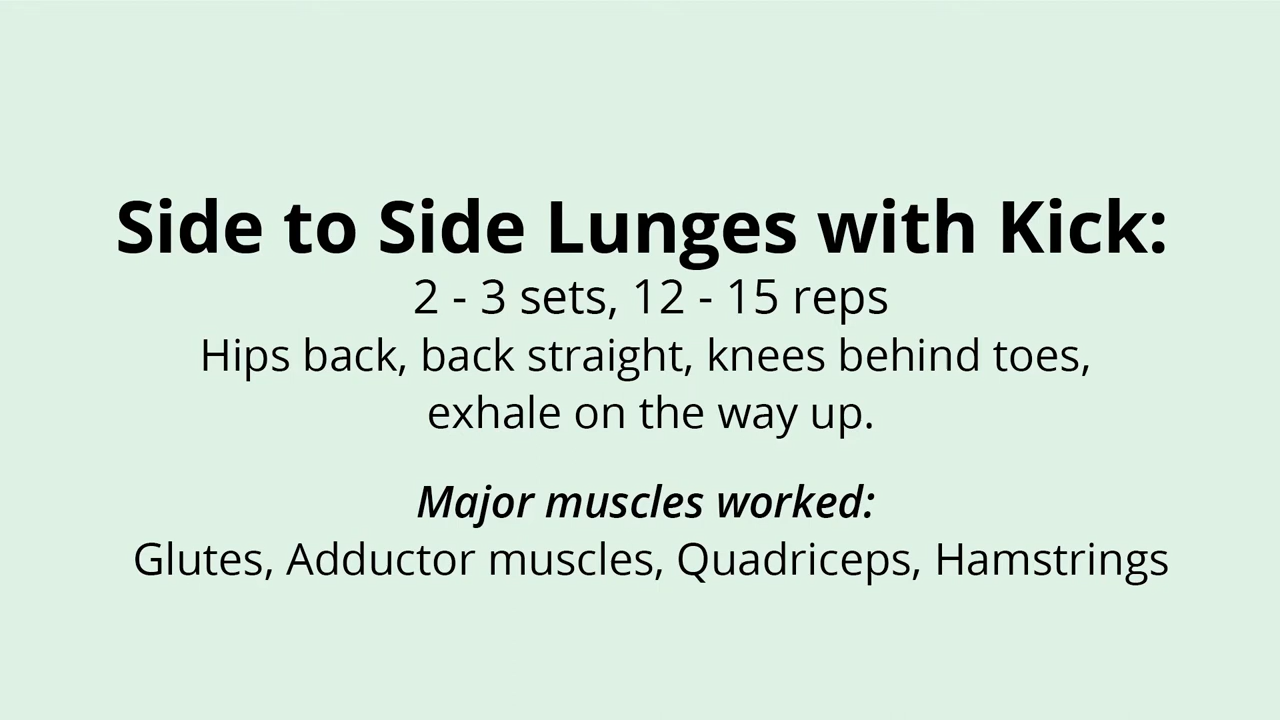 Side to Side Lunges with Kick:
2 - 3 sets, 12 - 15 reps
Hips back, back straight, knees behind toes,
exhale on the way up.
Major muscles worked:
Glutes, Adductor muscles, Quadriceps, Hamstrings